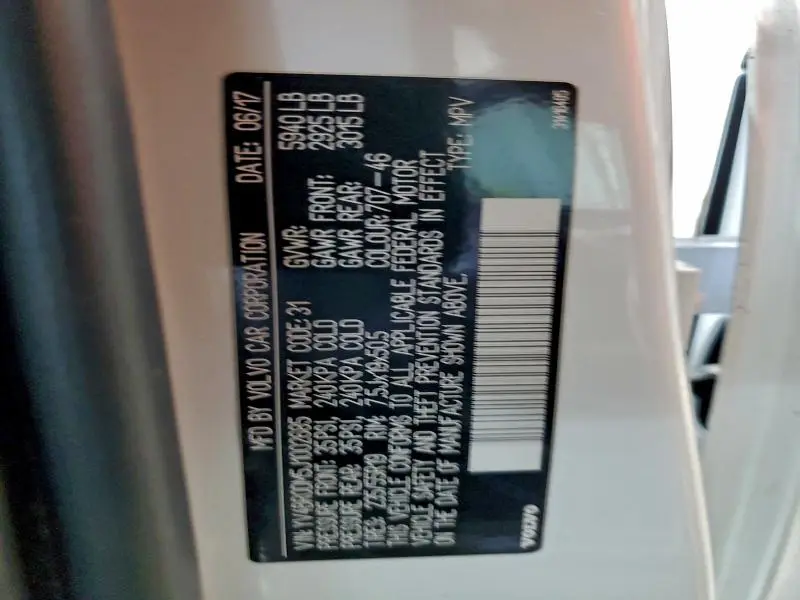 MFD BY VOLVO CAR CORPORATION DATE: 06/17
VIN: MARKET CODE: 31 GVWR: 5940 LB
PRESSURE FRONT: 35PSI, 240KPA COLD GAWR FRONT: 2925 LB
PRESSURE REAR: 35PSI, 240KPA COLD GAWR REAR: 3015 LB
TIRES: 235/55R19 RIM: 7.5JX19X50.5 COLOUR: 707-46
THIS VEHICLE CONFORMS TO ALL APPLICABLE FEDERAL MOTOR
VEHICLE SAFETY AND THEFT PREVENTION STANDARDS IN EFFECT
ON THE DATE OF MANUFACTURE SHOWN ABOVE. TYPE: MPV
VOLVO